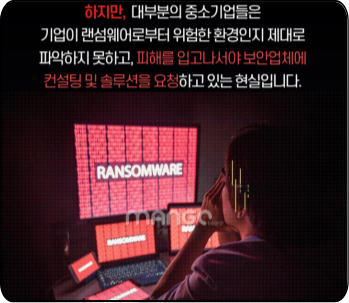 하지만, 대부분의 중소기업들은
기업이 랜섬웨어로부터 위험한 환경인지 제대로
파악하지 못하고, 피해를 입고나서야 보안업체에
컨설팅 및 솔루션을 요청하고 있는 현실입니다.
RANSOMWARE
MANGO
RANSOMWARE